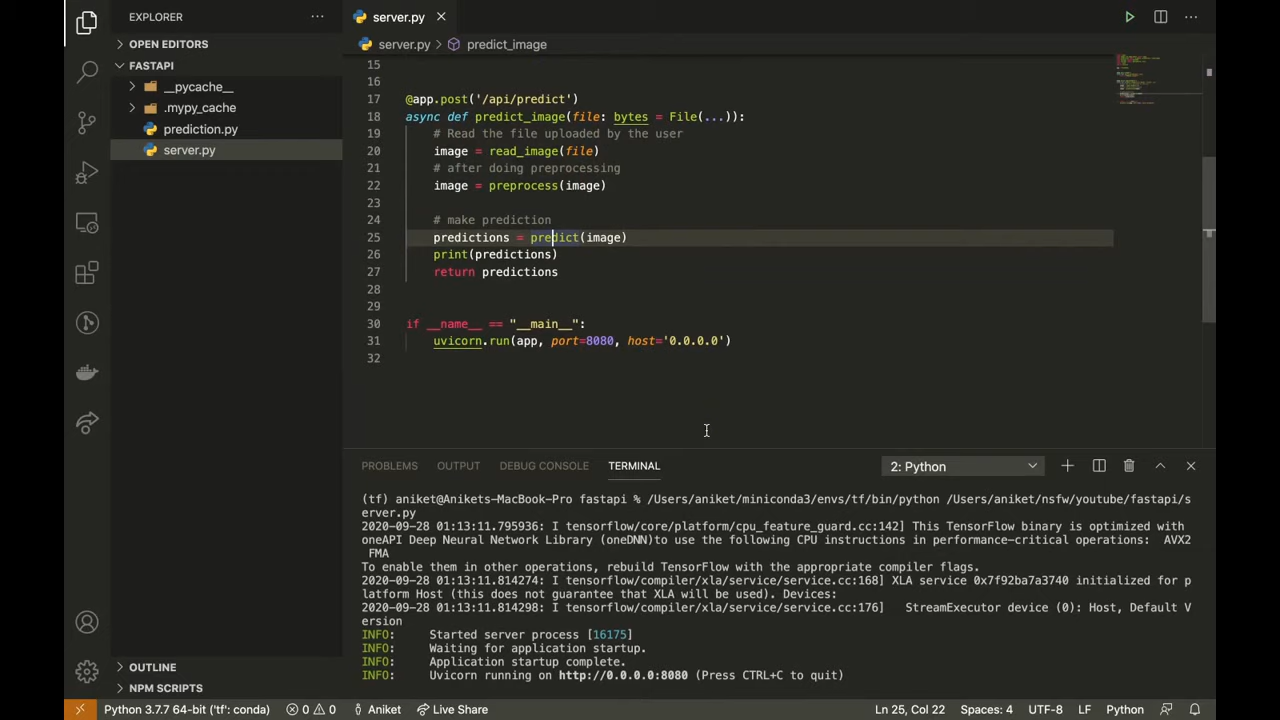 EXPLORER
OPEN EDITORS
FASTAPI
__pycache__
.mypy_cache
prediction.py
server.py
OUTLINE
NPM SCRIPTS
server.py
server.py > predict_image
15
16
17 @app.post('/api/predict')
18 async def predict_image(file: bytes = File(...)):
19 # Read the file uploaded by the user
20 image = read_image(file)
21 # after doing preprocessing
22 image = preprocess(image)
23
24 # make prediction
25 predictions = predict(image)
26 print(predictions)
27 return predictions
28
29
30 if __name__ == "__main__":
31 uvicorn.run(app, port=8080, host='0.0.0.0')
32
PROBLEMS OUTPUT DEBUG CONSOLE TERMINAL 2: Python
(tf) aniket@Anikets-MacBook-Pro fastapi % /Users/aniket/miniconda3/envs/tf/bin/python /Users/aniket/nsfw/youtube/fastapi/s
erver.py
2020-09-28 01:13:11.795936: I tensorflow/core/platform/cpu_feature_guard.cc:142] This TensorFlow binary is optimized with
oneAPI Deep Neural Network Library (oneDNN)to use the following CPU instructions in performance-critical operations: AVX2
FMA
To enable them in other operations, rebuild TensorFlow with the appropriate compiler flags.
2020-09-28 01:13:11.814274: I tensorflow/compiler/xla/service/service.cc:168] XLA service 0x7f92ba7a3740 initialized for p
latform Host (this does not guarantee that XLA will be used). Devices:
2020-09-28 01:13:11.814298: I tensorflow/compiler/xla/service/service.cc:176] StreamExecutor device (0): Host, Default V
ersion
INFO: Started server process [16175]
INFO: Waiting for application startup.
INFO: Application startup complete.
INFO: Uvicorn running on http://0.0.0.0:8080 (Press CTRL+C to quit)
Python 3.7.7 64-bit ('tf': conda) 0 0 Aniket Live Share Ln 25, Col 22 Spaces: 4 UTF-8 LF Python